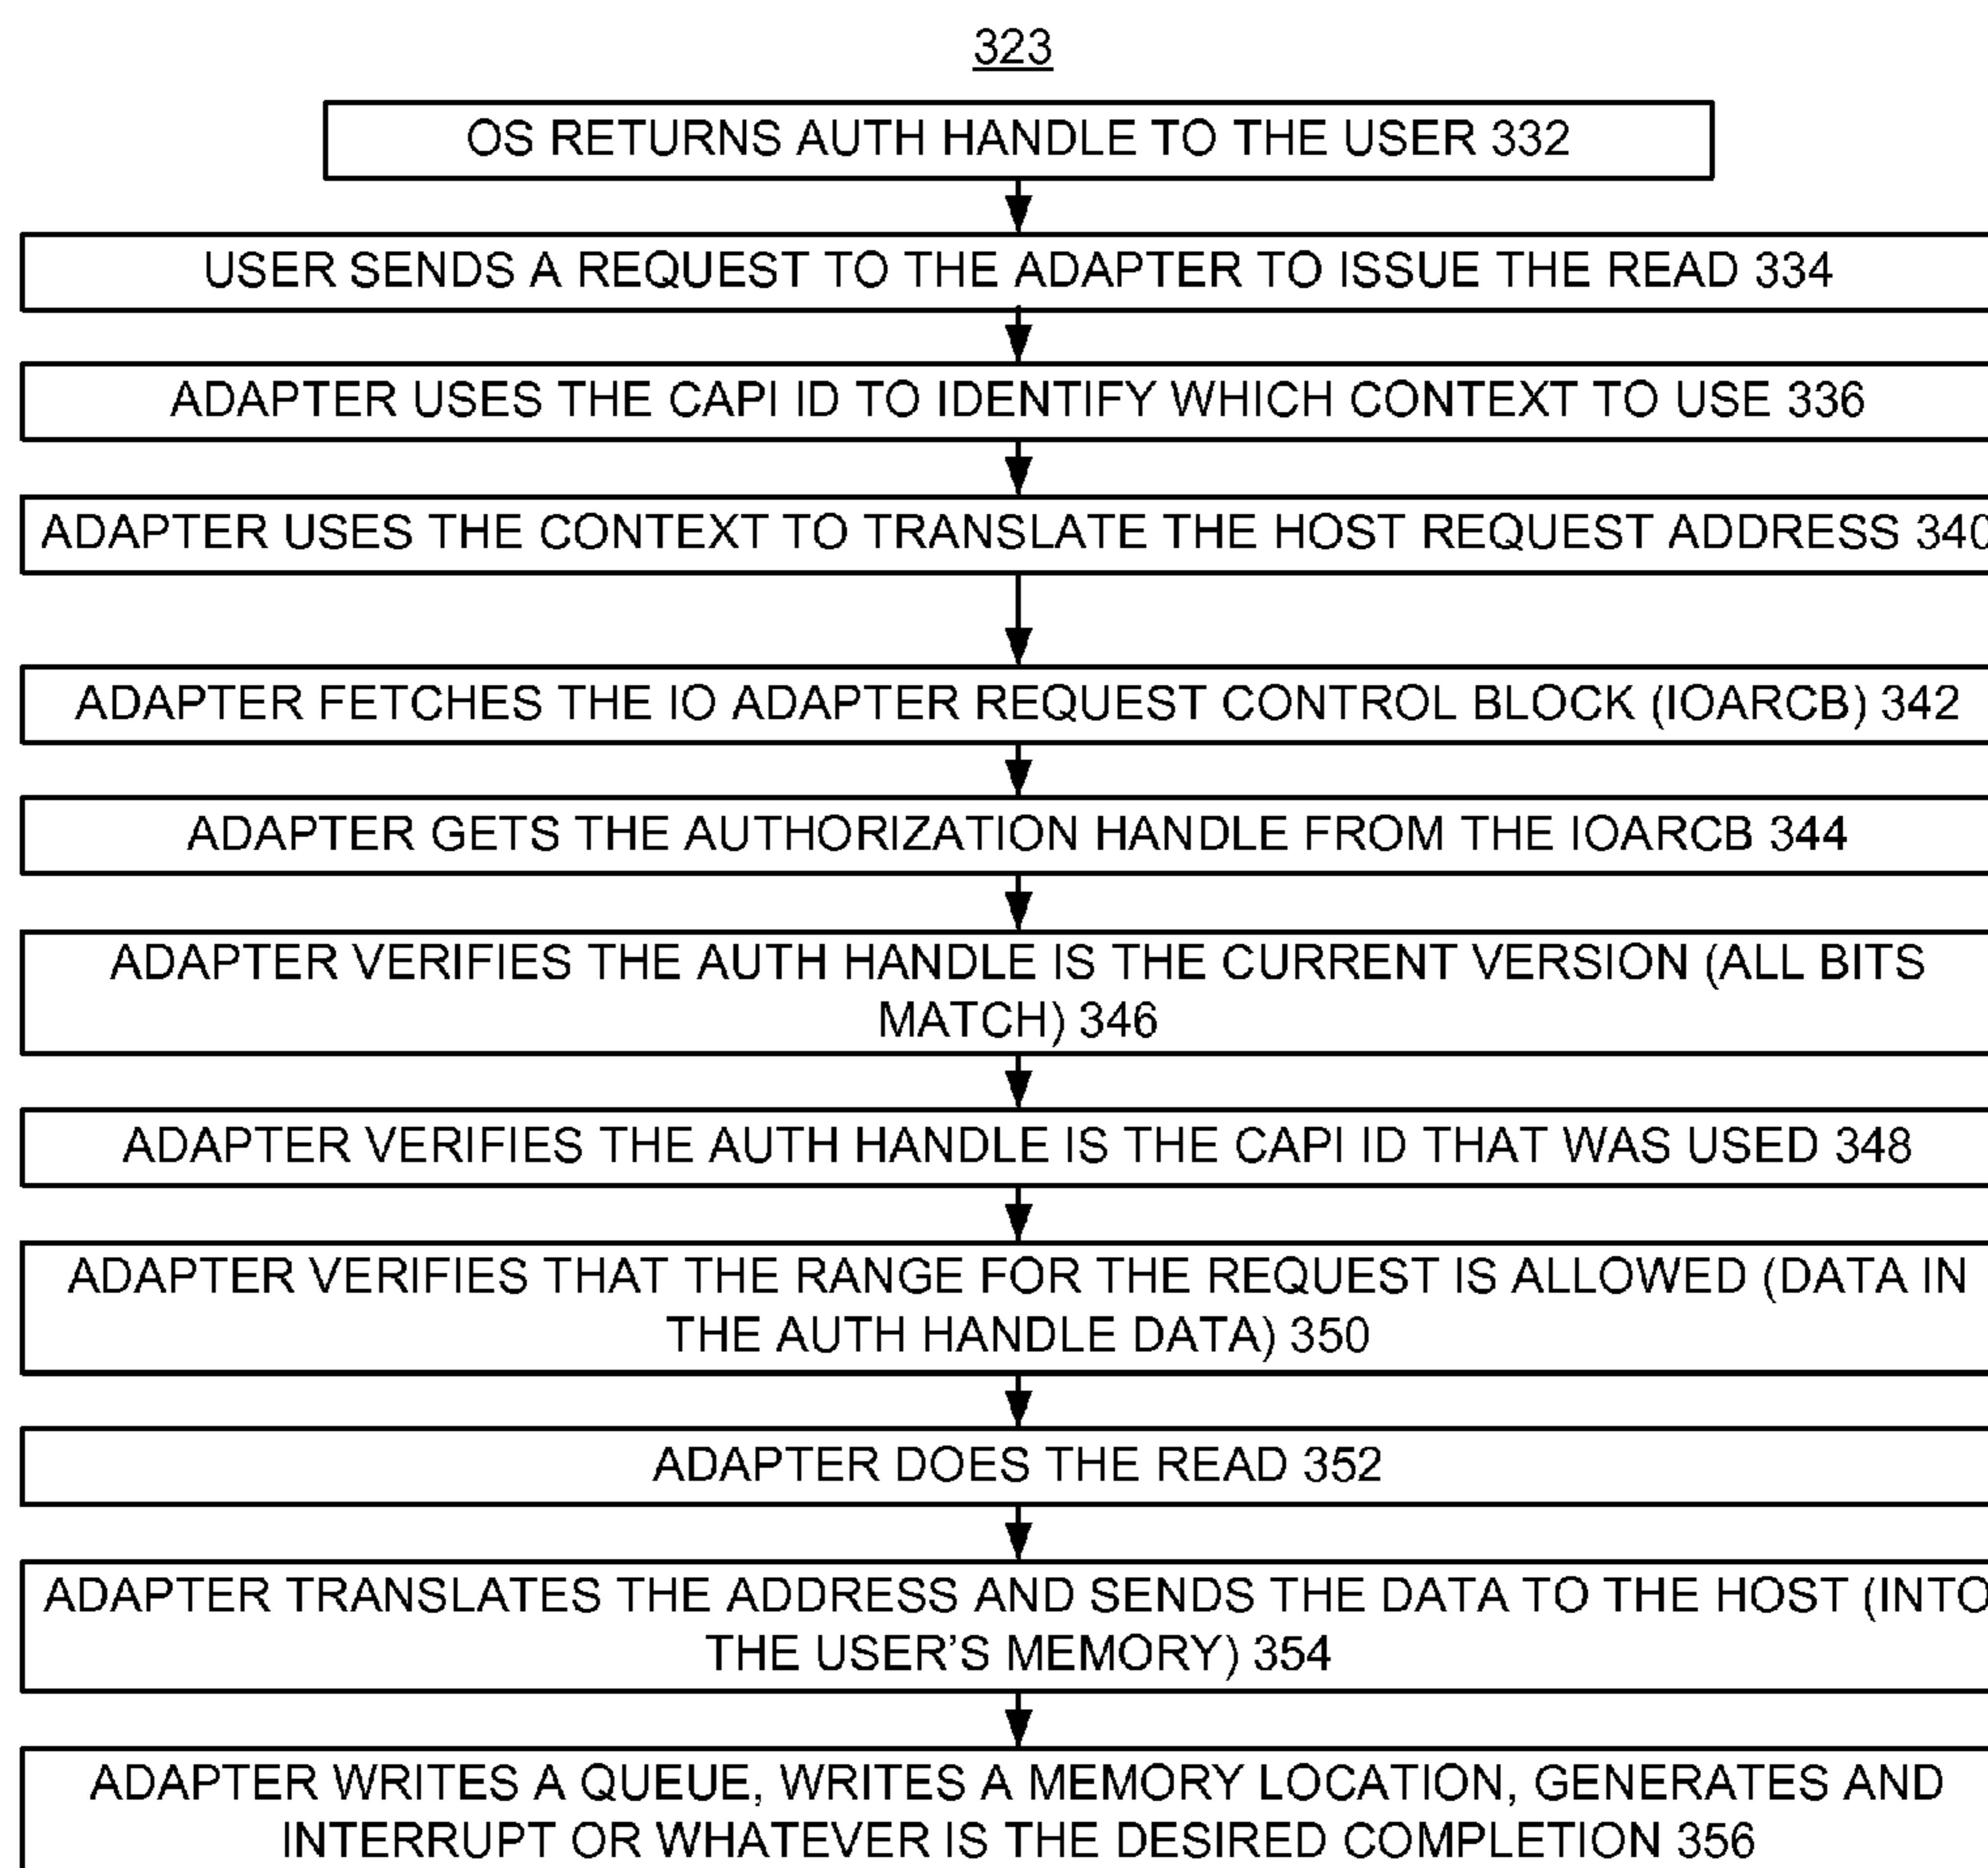 323
OS RETURNS AUTH HANDLE TO THE USER 332
USER SENDS A REQUEST TO THE ADAPTER TO ISSUE THE READ 334
ADAPTER USES THE CAPI ID TO IDENTIFY WHICH CONTEXT TO USE 336
ADAPTER USES THE CONTEXT TO TRANSLATE THE HOST REQUEST ADDRESS 340
ADAPTER FETCHES THE IO ADAPTER REQUEST CONTROL BLOCK (IOARCB) 342
ADAPTER GETS THE AUTHORIZATION HANDLE FROM THE IOARCB 344
ADAPTER VERIFIES THE AUTH HANDLE IS THE CURRENT VERSION (ALL BITS
MATCH) 346
ADAPTER VERIFIES THE AUTH HANDLE IS THE CAPI ID THAT WAS USED 348
ADAPTER VERIFIES THAT THE RANGE FOR THE REQUEST IS ALLOWED (DATA IN
THE AUTH HANDLE DATA) 350
ADAPTER DOES THE READ 352
ADAPTER TRANSLATES THE ADDRESS AND SENDS THE DATA TO THE HOST (INTO
THE USER'S MEMORY) 354
ADAPTER WRITES A QUEUE, WRITES A MEMORY LOCATION, GENERATES AND
INTERRUPT OR WHATEVER IS THE DESIRED COMPLETION 356